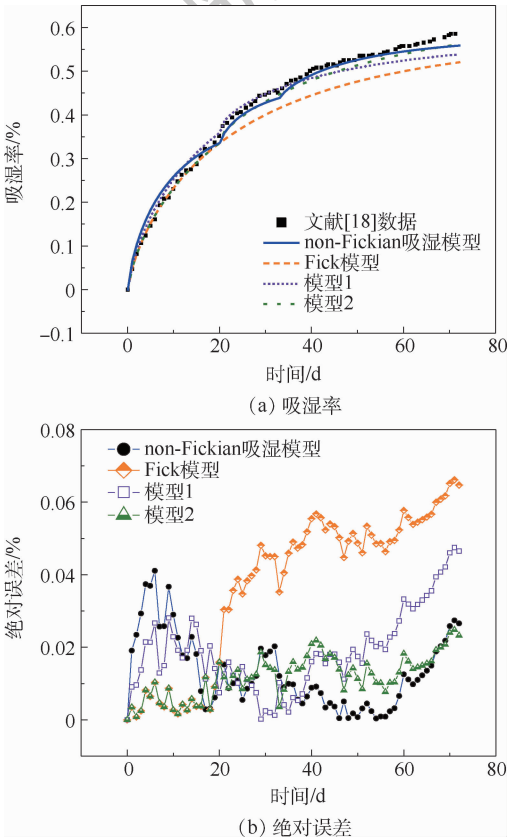 0.6
0.5
0.4
0.3
0.2
0.1
0
−0.1
吸湿率/%
文献[18]数据
non-Fickian吸湿模型
Fick模型
模型1
模型2
0 20 40 60 80
时间/d
(a) 吸湿率
0.08
0.06
0.04
0.02
0
绝对误差/%
non-Fickian吸湿模型
Fick模型
模型1
模型2
0 20 40 60 80
时间/d
(b) 绝对误差